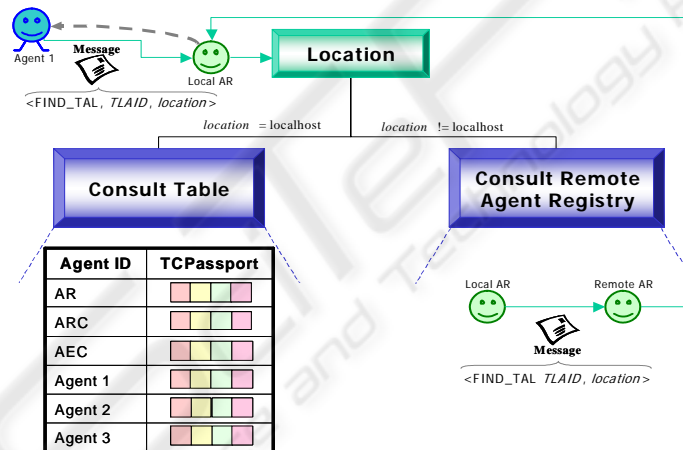 Agent 1
Message
Local AR
<FIND_TAL, TLAID, location>
Location
location = localhost
location != localhost
Consult Table
Consult Remote
Agent Registry
Agent ID TCPassport
AR
ARC
AEC
Agent 1
Agent 2
Agent 3
Local AR
Remote AR
Message
<FIND_TAL TLAID, location>
and Technology